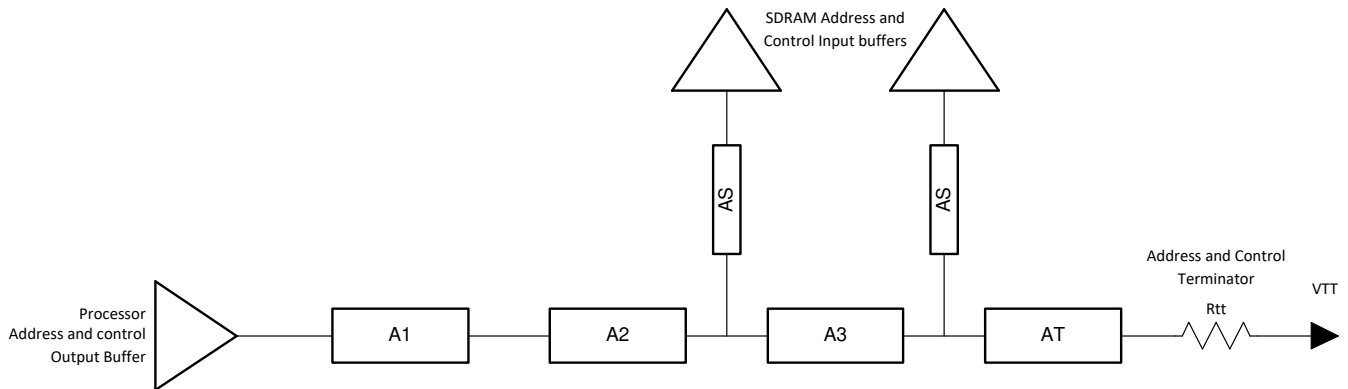 SDRAM Address and
Control Input buffers
AS
AS
Address and Control
Terminator
VTT
Rtt
Processor
Address and control
Output Buffer
A1
A2
A3
AT